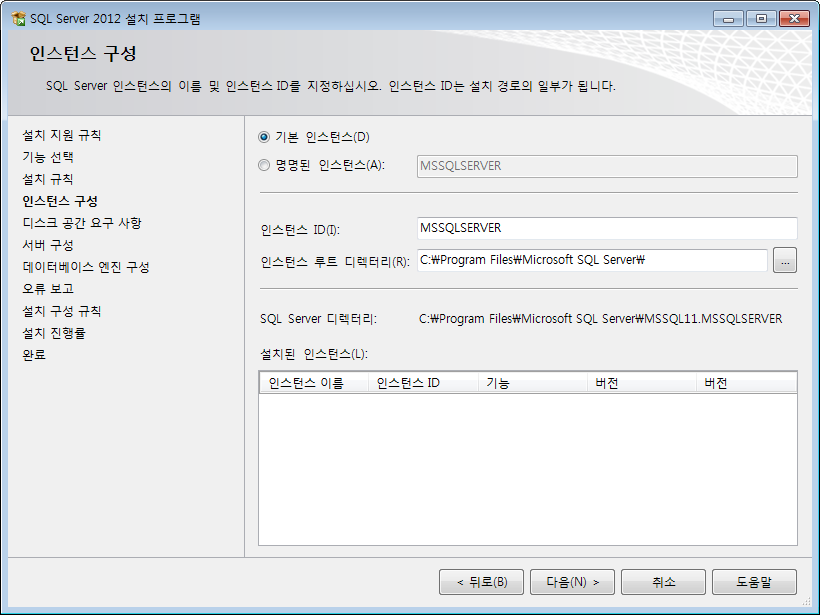 SQL Server 2012 설치 프로그램
인스턴스 구성
SQL Server 인스턴스의 이름 및 인스턴스 ID를 지정하십시오. 인스턴스 ID는 설치 경로의 일부가 됩니다.
설치 지원 규칙
기능 선택
설치 규칙
인스턴스 구성
디스크 공간 요구 사항
서버 구성
데이터베이스 엔진 구성
오류 보고
설치 구성 규칙
설치 진행률
완료
기본 인스턴스(D)
명명된 인스턴스(A): MSSQLSERVER
인스턴스 ID(I): MSSQLSERVER
인스턴스 루트 디렉터리(R): C:₩Program Files₩Microsoft SQL Server₩ ...
SQL Server 디렉터리: C:₩Program Files₩Microsoft SQL Server₩MSSQL11.MSSQLSERVER
설치된 인스턴스(L):
인스턴스 이름 인스턴스 ID 기능 버전 버전
< 뒤로(B) 다음(N) > 취소 도움말